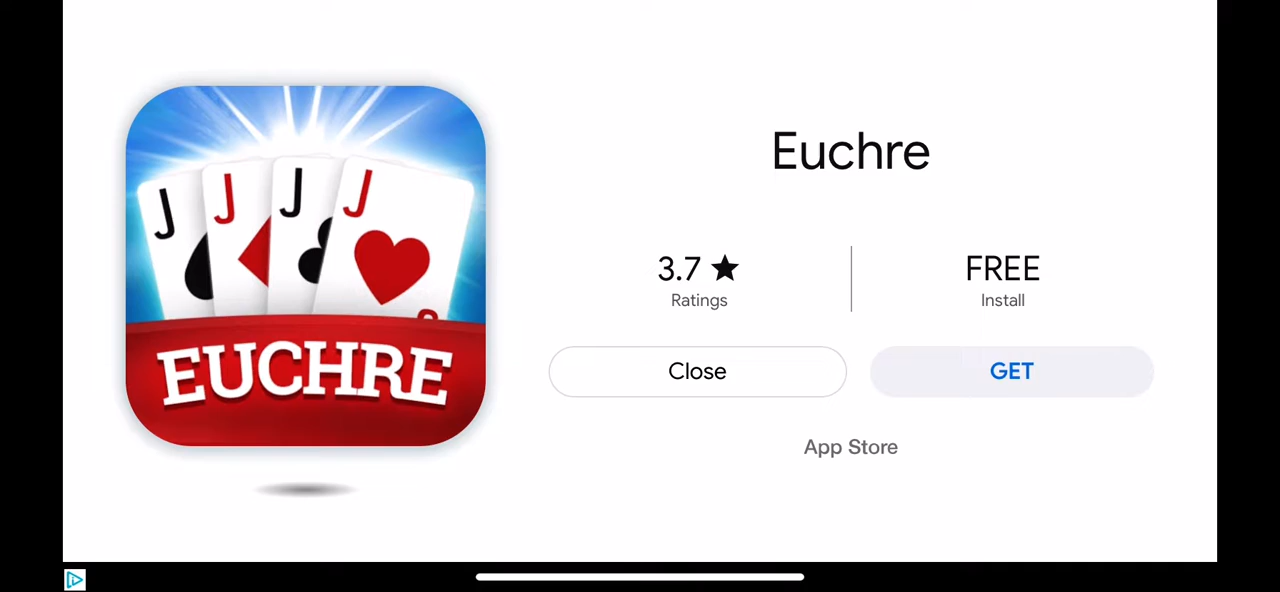 J J J J
EUCHRE
Euchre
3.7 ★
Ratings
FREE
Install
Close
GET
App Store